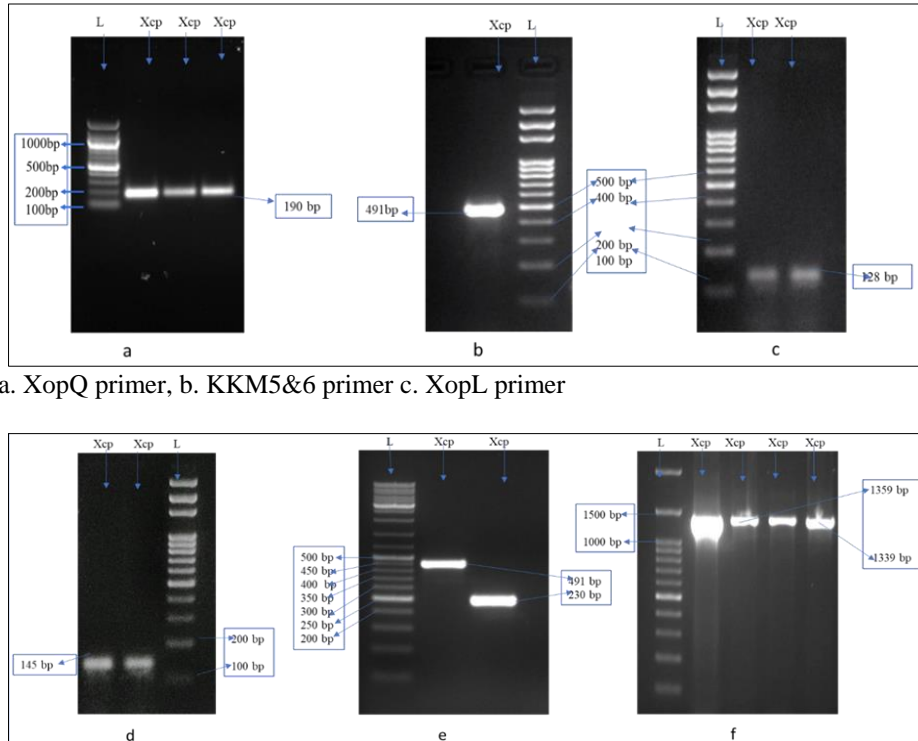 L Xcp Xcp Xcp
1000bp
500bp
200bp
100bp
190 bp
a
Xcp L
491bp
500 bp
400 bp
200 bp
100 bp
b
L Xcp Xcp
128 bp
c
a. XopQ primer, b. KKM5&6 primer c. XopL primer
Xcp Xcp L
145 bp
200 bp
100 bp
d
L Xcp Xcp
500 bp
450 bp
400 bp
350 bp
300 bp
250 bp
200 bp
491 bp
230 bp
e
L Xcp Xcp Xcp Xcp
1500 bp
1000 bp
1359 bp
1339 bp
f